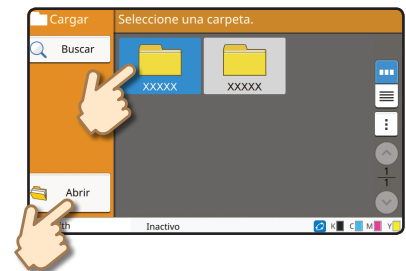 Cargar
Seleccione una carpeta.
Buscar
XXXXX
XXXXX
1
1
Abrir
Inactivo
K C M Y